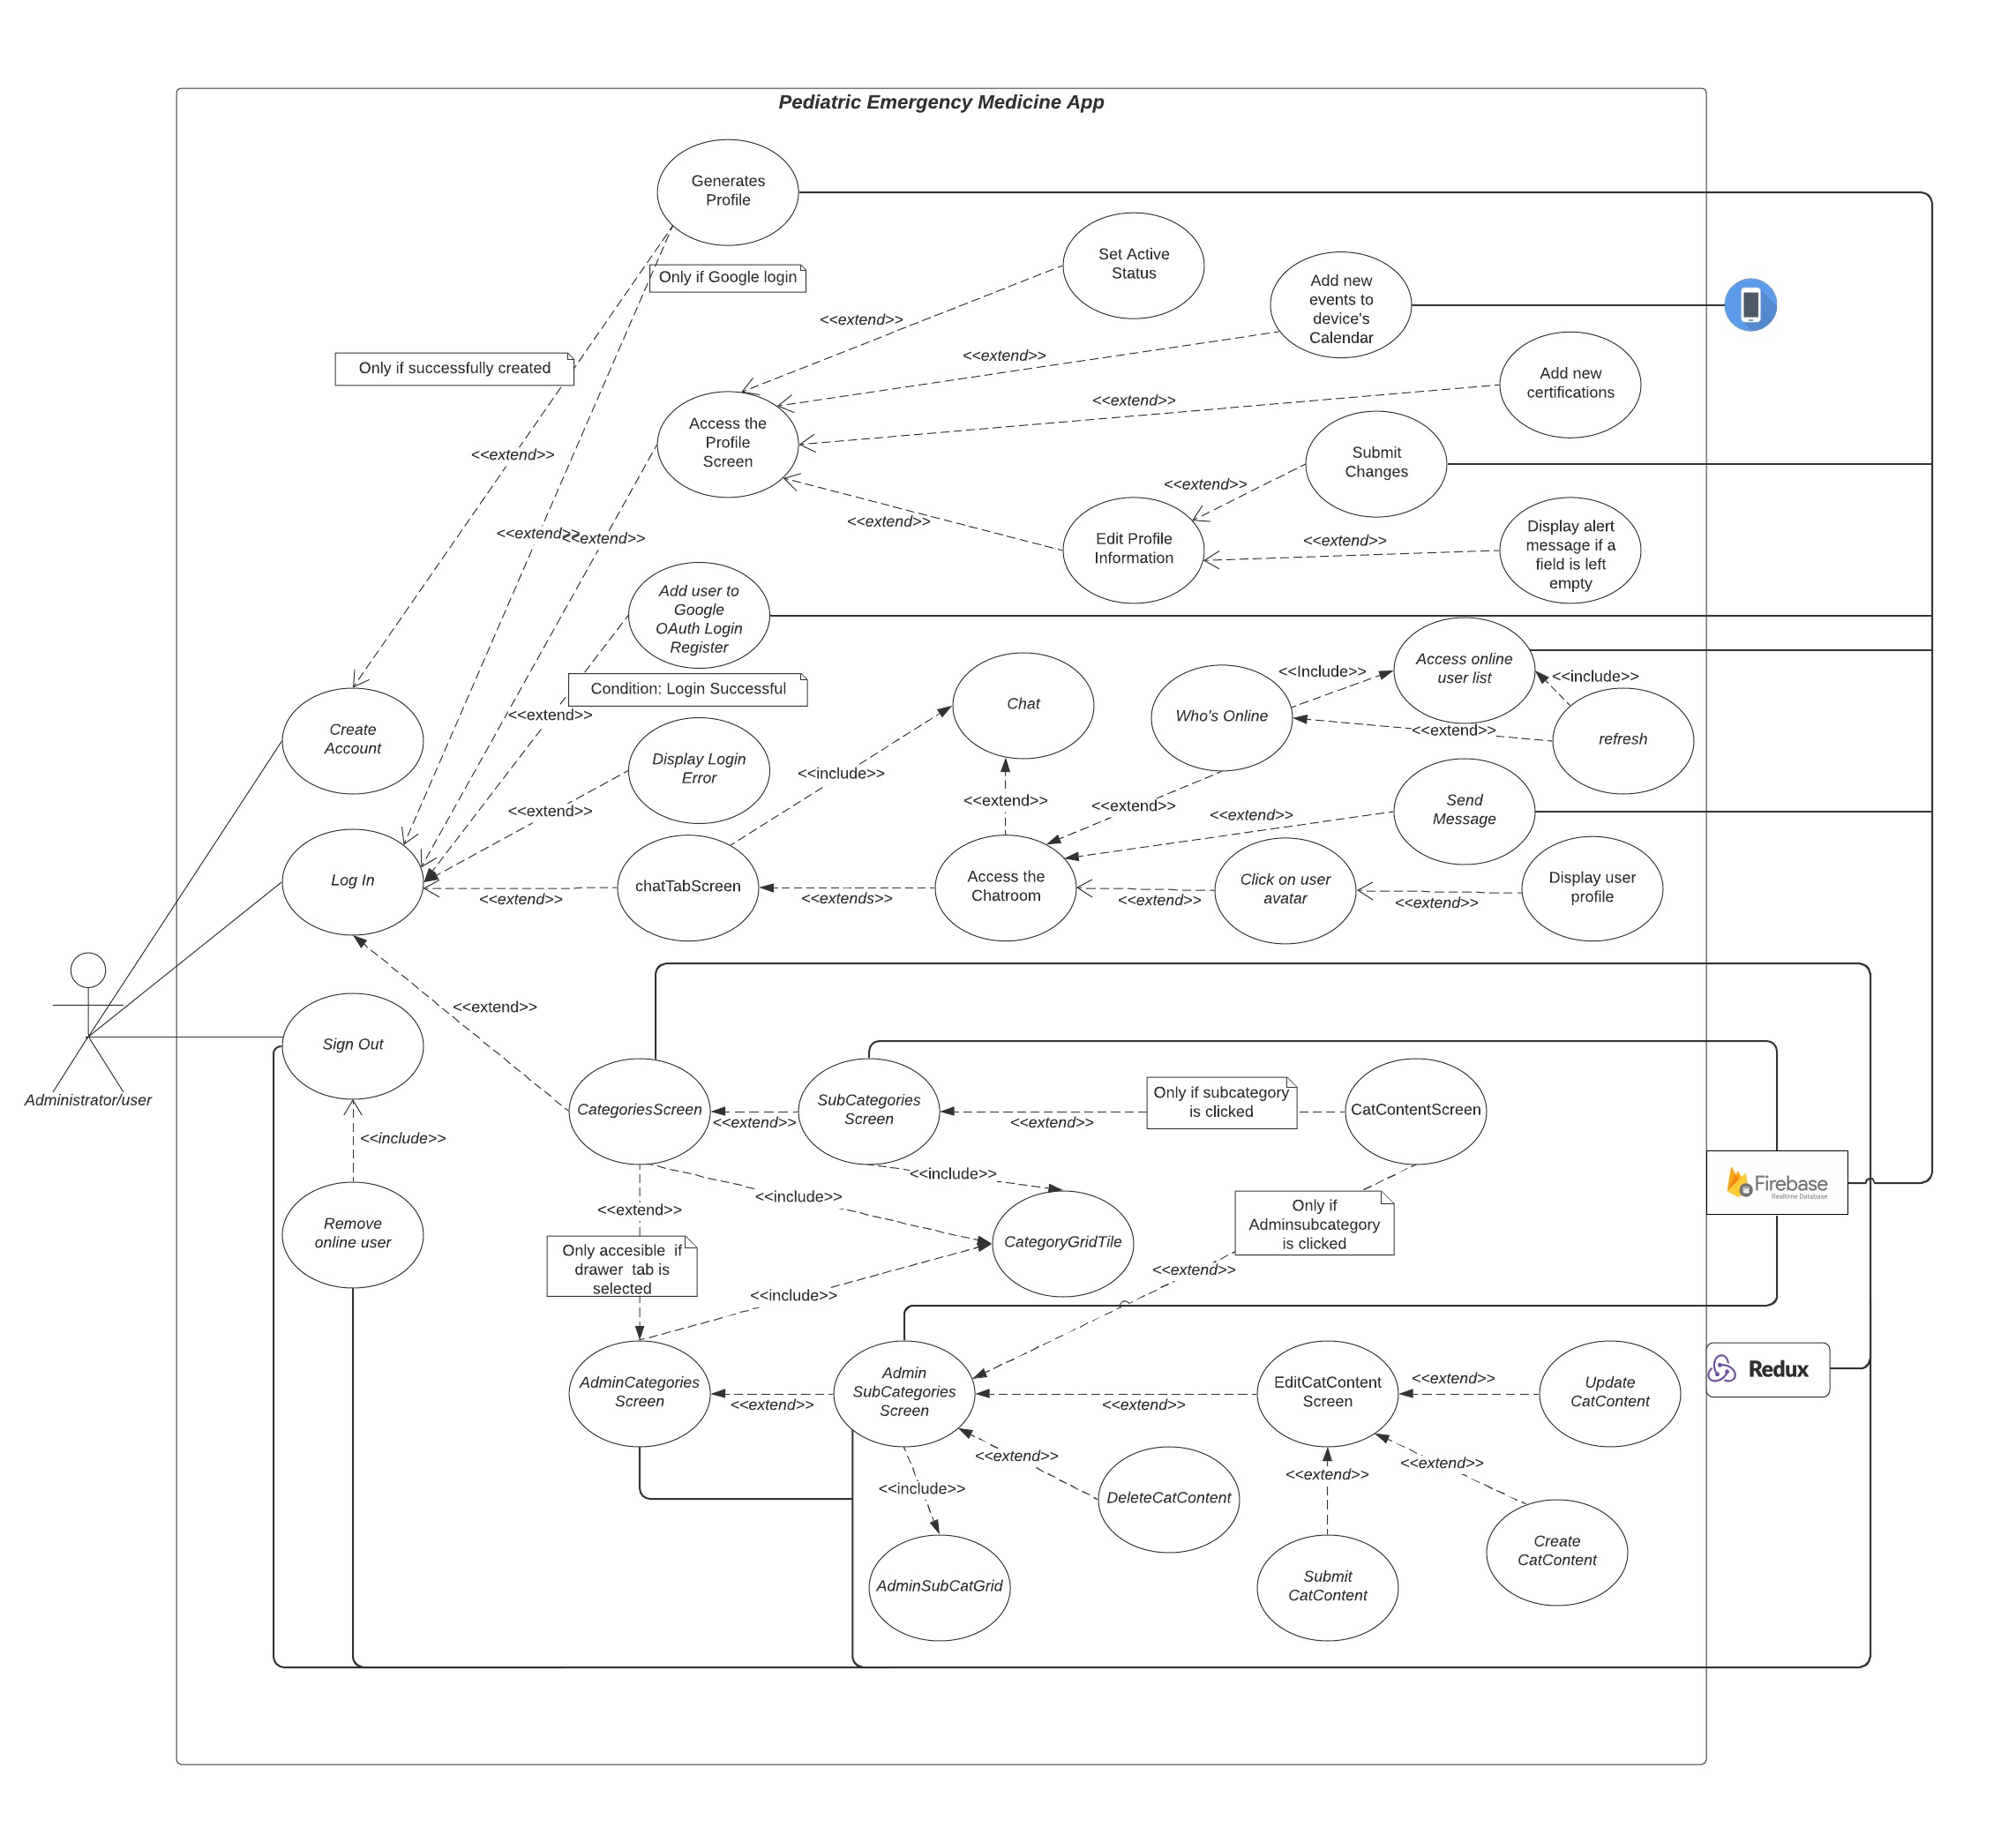 Pediatric Emergency Medicine App
Generates
Profile
Only if Google login
Set Active
Status
Add new
events to
device's
Calendar
<<extend>>
Only if successfully created
<<extend>>
Add new
certifications
<<extend>>
Access the
Profile
Screen
Submit
Changes
<<extend>>
<<extend>>
<<extend>>
Edit Profile
Information
Display alert
message if a
field is left
empty
<<extend>>
<<extend>>
<<extend>>
Add user to
Google
OAuth Login
Register
Condition: Login Successful
<<extend>>
Create
Account
Display Login
Error
<<extend>>
Chat
Who's Online
<<Include>>
Access online
user list
<<include>>
<<extend>>
refresh
<<include>>
<<extend>>
<<extend>>
<<extend>>
Send
Message
Log In
<<extend>>
chatTabScreen
<<extends>>
Access the
Chatroom
<<extend>>
Click on user
avatar
<<extend>>
Display user
profile
<<extend>>
Administrator/user
Sign Out
<<include>>
Remove
online user
CategoriesScreen
<<extend>>
SubCategories
Screen
<<extend>>
Only if subcategory
is clicked
CatContentScreen
<<include>>
<<include>>
<<extend>>
Only accesible if
drawer tab is
selected
CategoryGridTile
<<include>>
Only if
Adminsubcategory
is clicked
<<extend>>
Firebase
Realtime Database
AdminCategories
Screen
<<extend>>
Admin
SubCategories
Screen
<<extend>>
EditCatContent
Screen
<<extend>>
Update
CatContent
Redux
<<include>>
<<extend>>
DeleteCatContent
<<extend>>
<<extend>>
AdminSubCatGrid
Submit
CatContent
Create
CatContent